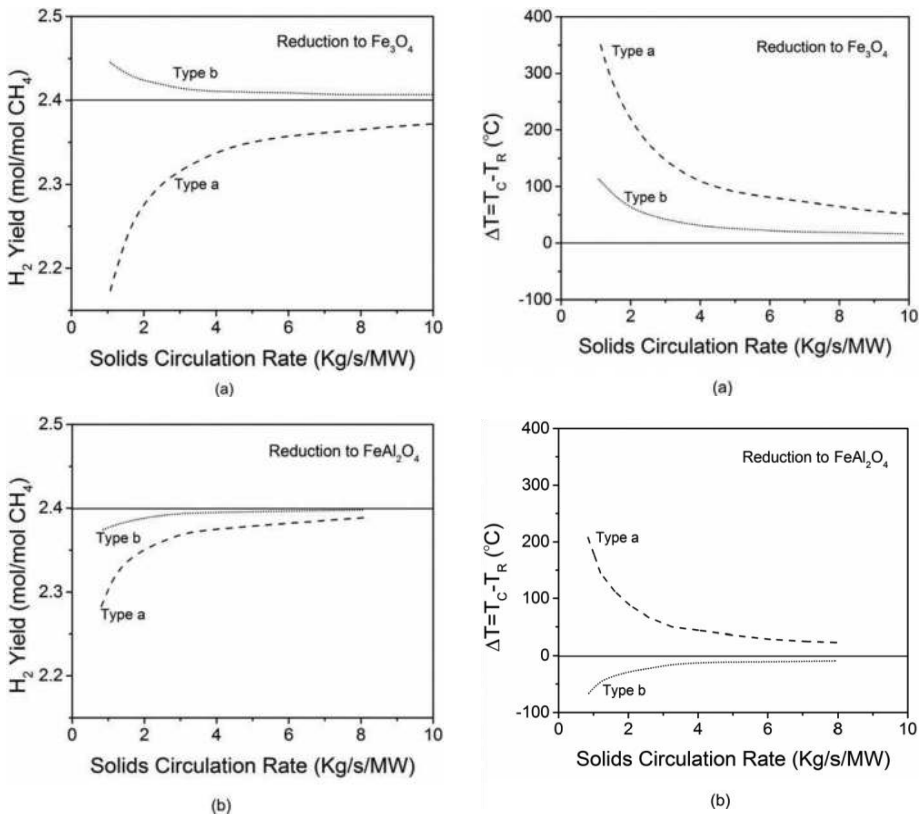 2.5
2.4
2.3
2.2
H₂ Yield (mol/mol CH₄)
Reduction to Fe₃O₄
Type b
Type a
0 2 4 6 8 10
Solids Circulation Rate (Kg/s/MW)
(a)
400
300
200
100
0
-100
ΔT=T_C-T_R (°C)
Reduction to Fe₃O₄
Type a
Type b
0 2 4 6 8 10
Solids Circulation Rate (Kg/s/MW)
(a)
2.5
2.4
2.3
2.2
H₂ Yield (mol/mol CH₄)
Reduction to FeAl₂O₄
Type b
Type a
0 2 4 6 8 10
Solids Circulation Rate (Kg/s/MW)
(b)
400
300
200
100
0
-100
ΔT=T_C-T_R (°C)
Reduction to FeAl₂O₄
Type a
Type b
0 2 4 6 8 10
Solids Circulation Rate (Kg/s/MW)
(b)